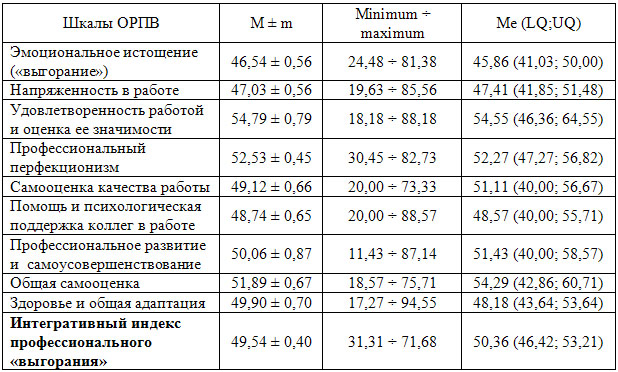 Шкалы ОРПВ M ± m Minimum ÷ maximum Me (LQ;UQ)
Эмоциональное истощение («выгорание») 46,54 ± 0,56 24,48 ÷ 81,38 45,86 (41,03; 50,00)
Напряженность в работе 47,03 ± 0,56 19,63 ÷ 85,56 47,41 (41,85; 51,48)
Удовлетворенность работой и оценка ее значимости 54,79 ± 0,79 18,18 ÷ 88,18 54,55 (46,36; 64,55)
Профессиональный перфекционизм 52,53 ± 0,45 30,45 ÷ 82,73 52,27 (47,27; 56,82)
Самооценка качества работы 49,12 ± 0,66 20,00 ÷ 73,33 51,11 (40,00; 56,67)
Помощь и психологическая поддержка коллег в работе 48,74 ± 0,65 20,00 ÷ 88,57 48,57 (40,00; 55,71)
Профессиональное развитие и самоусовершенствование 50,06 ± 0,87 11,43 ÷ 87,14 51,43 (40,00; 58,57)
Общая самооценка 51,89 ± 0,67 18,57 ÷ 75,71 54,29 (42,86; 60,71)
Здоровье и общая адаптация 49,90 ± 0,70 17,27 ÷ 94,55 48,18 (43,64; 53,64)
Интегративный индекс профессионального «выгорания» 49,54 ± 0,40 31,31 ÷ 71,68 50,36 (46,42; 53,21)